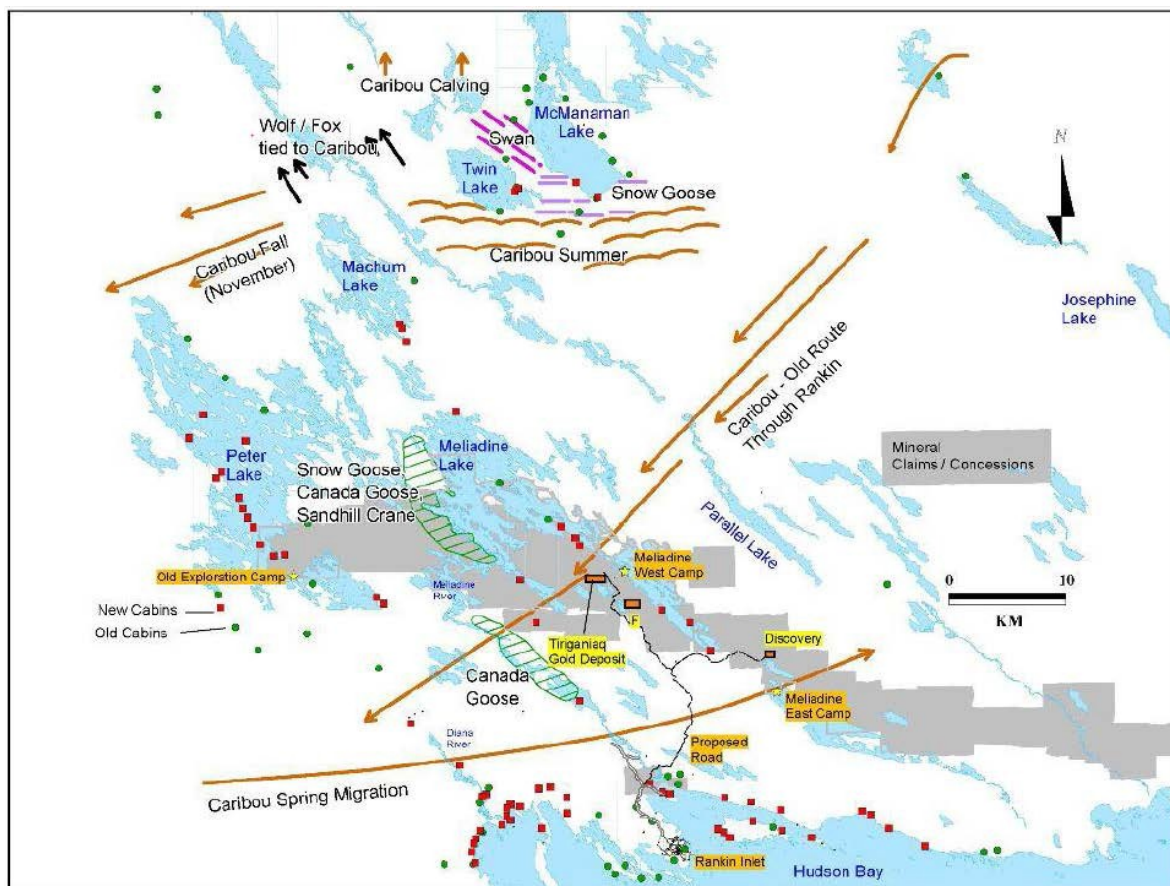 Caribou Calving
McManaman
Lake
Wolf / Fox
tied to Caribou
Swan
N
Twin
Lake
Snow Goose
Caribou Fall
(November)
Caribou Summer
Machum
Lake
Josephine
Lake
Caribou - Old Route
Through Rankin
Mineral
Claims / Concessions
Meliadine
Lake
Peter
Lake
Snow Goose,
Canada Goose,
Sandhill Crane
Parallel Lake
Meliadine
West Camp
Old Exploration Camp
Meliadine
River
0 10
KM
New Cabins
Old Cabins
F
Tiriganiaq
Gold Deposit
Discovery
Canada
Goose
Meliadine
East Camp
Diana
River
Proposed
Road
Caribou Spring Migration
Rankin Inlet
Hudson Bay